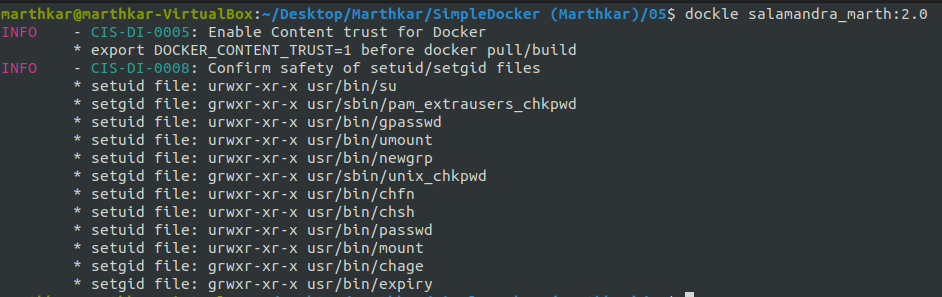 marthkar@marthkar-VirtualBox:~/Desktop/Marthkar/SimpleDocker (Marthkar)/05$ dockle salamandra_marth:2.0
INFO    - CIS-DI-0005: Enable Content trust for Docker
        * export DOCKER_CONTENT_TRUST=1 before docker pull/build
INFO    - CIS-DI-0008: Confirm safety of setuid/setgid files
        * setuid file: urwxr-xr-x usr/bin/su
        * setgid file: grwxr-xr-x usr/sbin/pam_extrausers_chkpwd
        * setuid file: urwxr-xr-x usr/bin/gpasswd
        * setuid file: urwxr-xr-x usr/bin/umount
        * setuid file: urwxr-xr-x usr/bin/newgrp
        * setgid file: grwxr-xr-x usr/sbin/unix_chkpwd
        * setuid file: urwxr-xr-x usr/bin/chfn
        * setuid file: urwxr-xr-x usr/bin/chsh
        * setuid file: urwxr-xr-x usr/bin/passwd
        * setuid file: urwxr-xr-x usr/bin/mount
        * setgid file: grwxr-xr-x usr/bin/chage
        * setgid file: grwxr-xr-x usr/bin/expiry